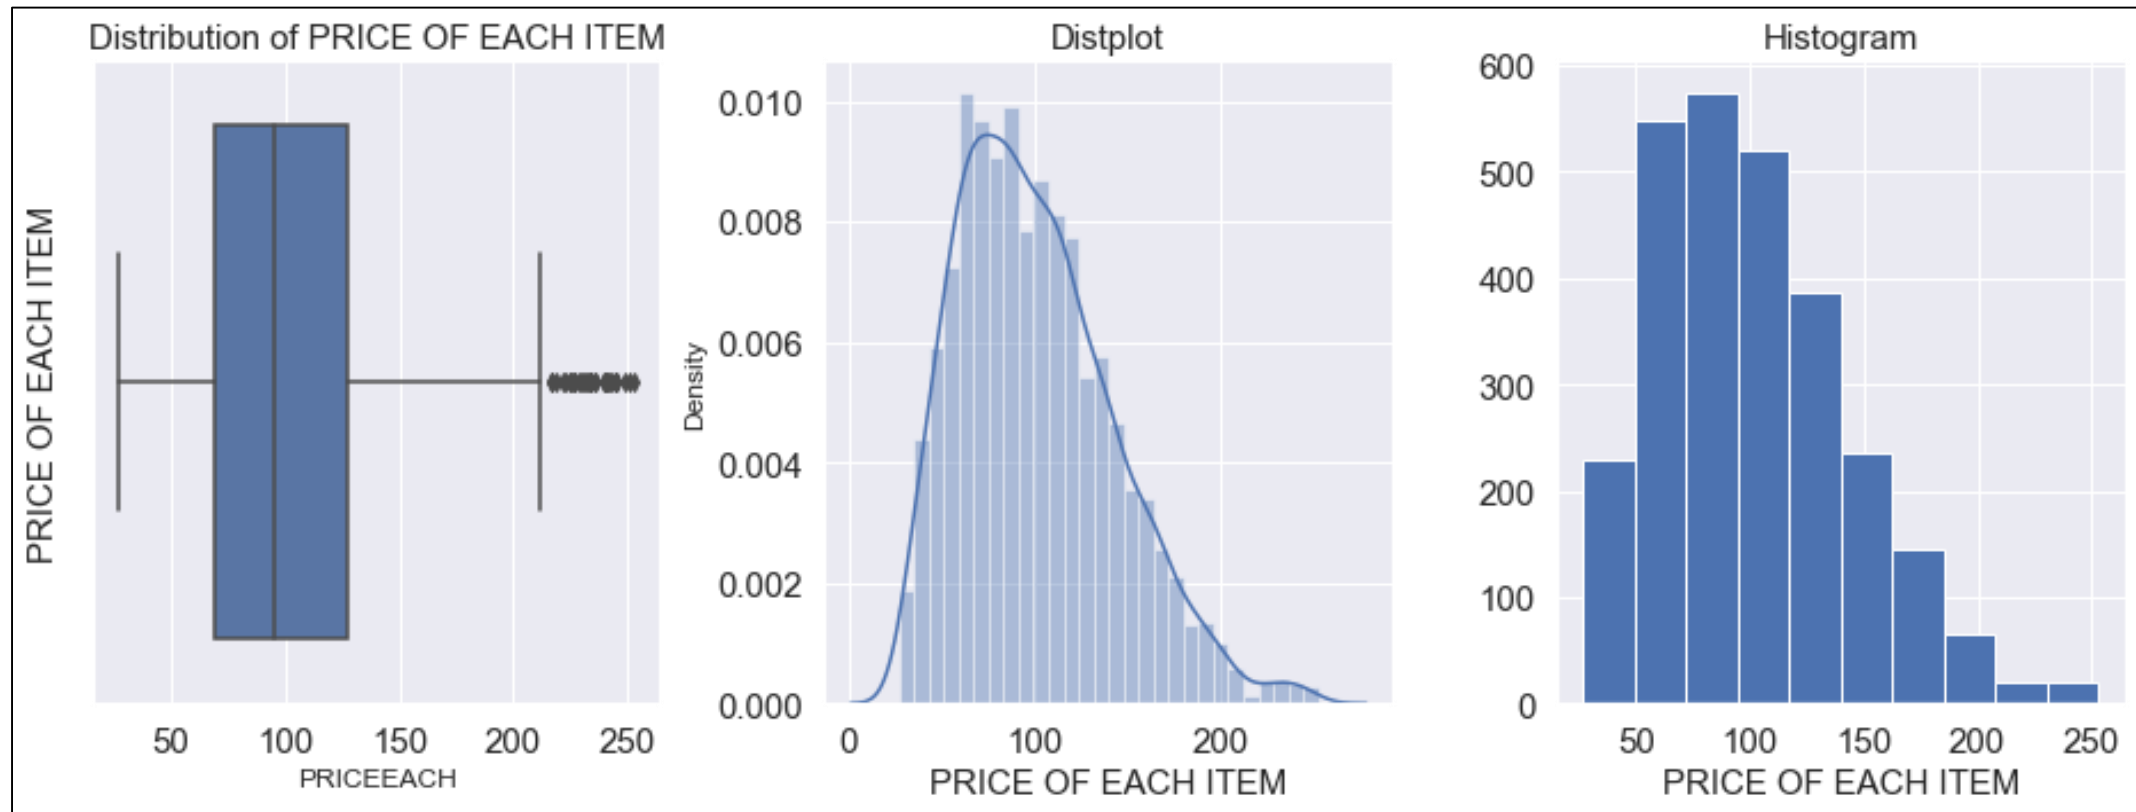 Distribution of PRICE OF EACH ITEM
PRICE OF EACH ITEM
50 100 150 200 250
PRICEEACH
Distplot
Density
0.010
0.008
0.006
0.004
0.002
0.000
0 100 200
PRICE OF EACH ITEM
Histogram
600
500
400
300
200
100
0
50 100 150 200 250
PRICE OF EACH ITEM